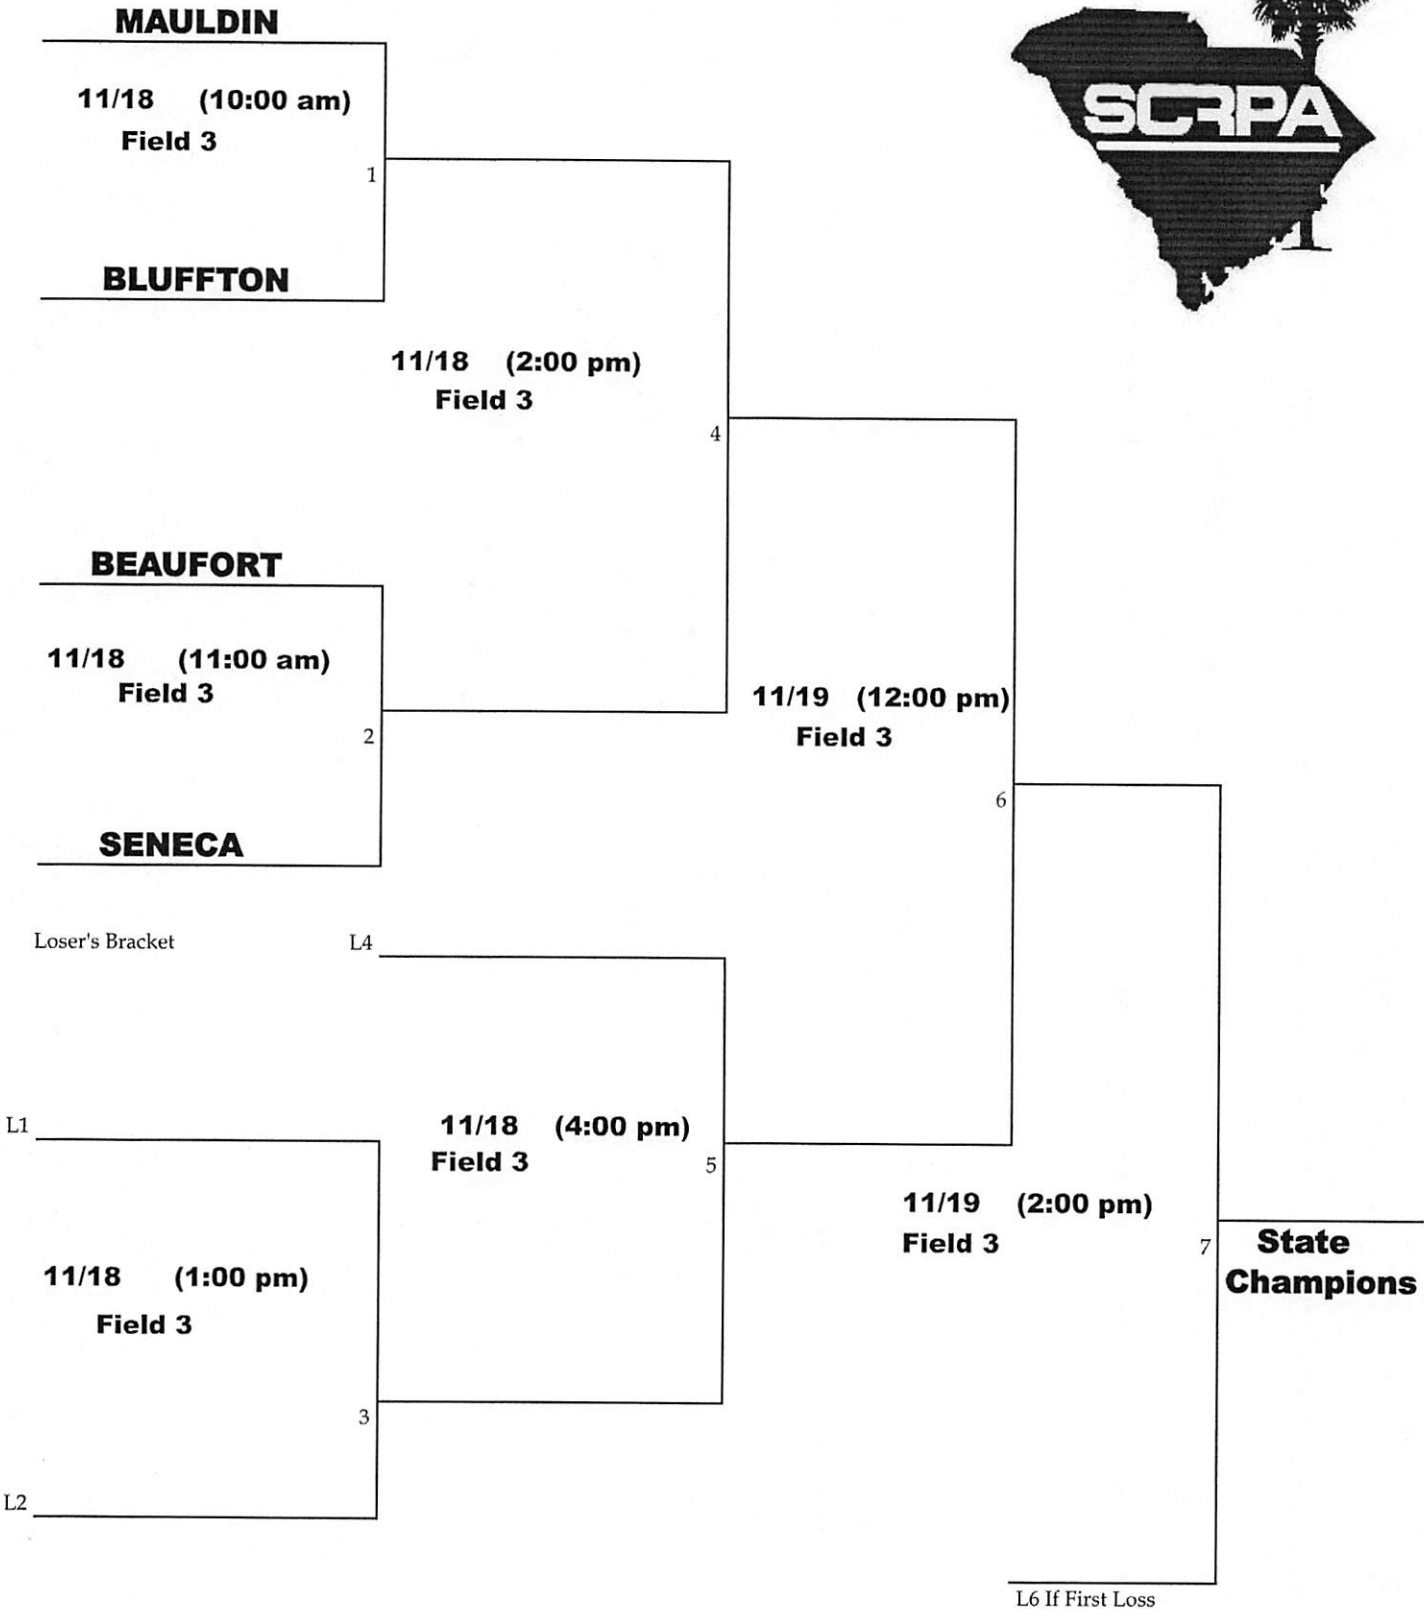 MAULDIN
SCRPA
11/18 (10:00 am)
Field 3
1
BLUFFTON
11/18 (2:00 pm)
Field 3
4
BEAUFORT
11/18 (11:00 am)
Field 3
2
11/19 (12:00 pm)
Field 3
6
SENECA
Loser's Bracket
L4
L1
11/18 (4:00 pm)
Field 3
5
11/19 (2:00 pm)
Field 3
7
State
Champions
11/18 (1:00 pm)
Field 3
3
L2
L6 If First Loss